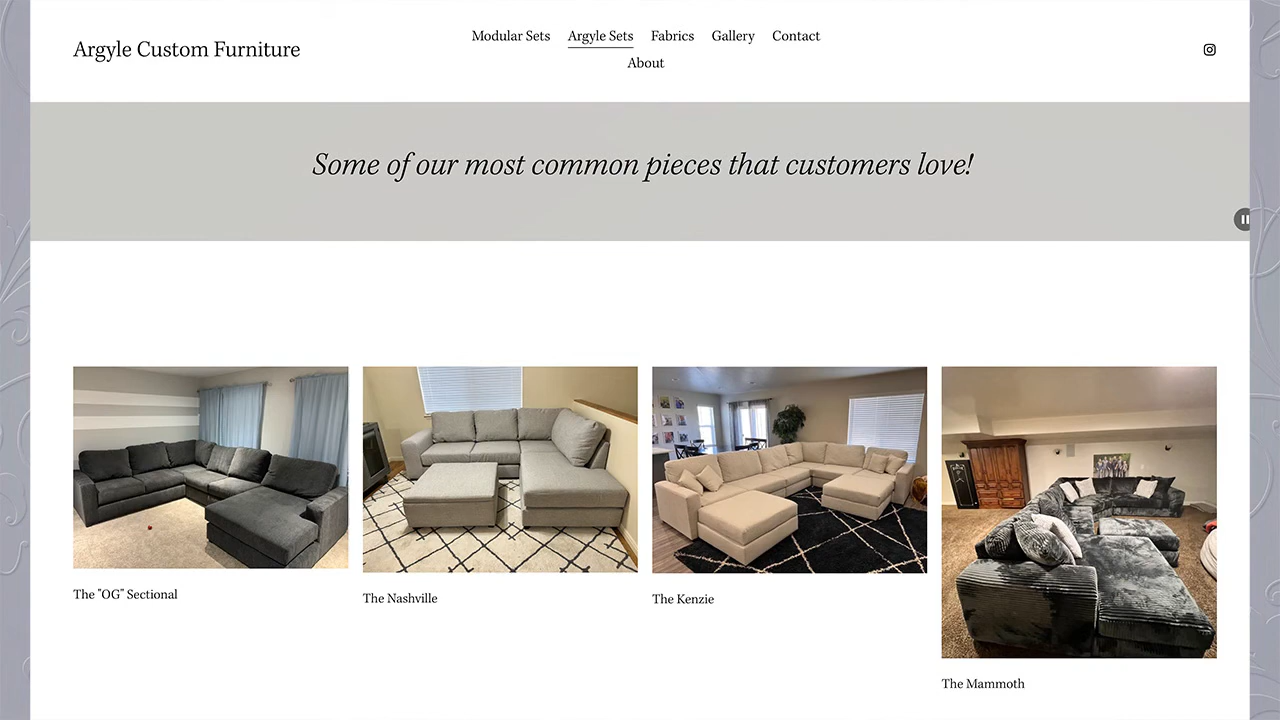 Argyle Custom Furniture
Modular Sets Argyle Sets Fabrics Gallery Contact
About
Some of our most common pieces that customers love!
The "OG" Sectional
The Nashville
The Kenzie
The Mammoth